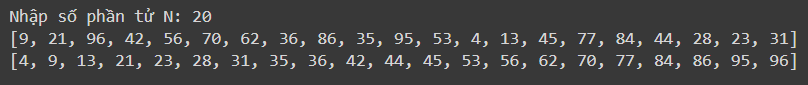 Nhập số phần tử N: 20
[9, 21, 96, 42, 56, 70, 62, 36, 86, 35, 95, 53, 4, 13, 45, 77, 84, 44, 28, 23, 31]
[4, 9, 13, 21, 23, 28, 31, 35, 36, 42, 44, 45, 53, 56, 62, 70, 77, 84, 86, 95, 96]